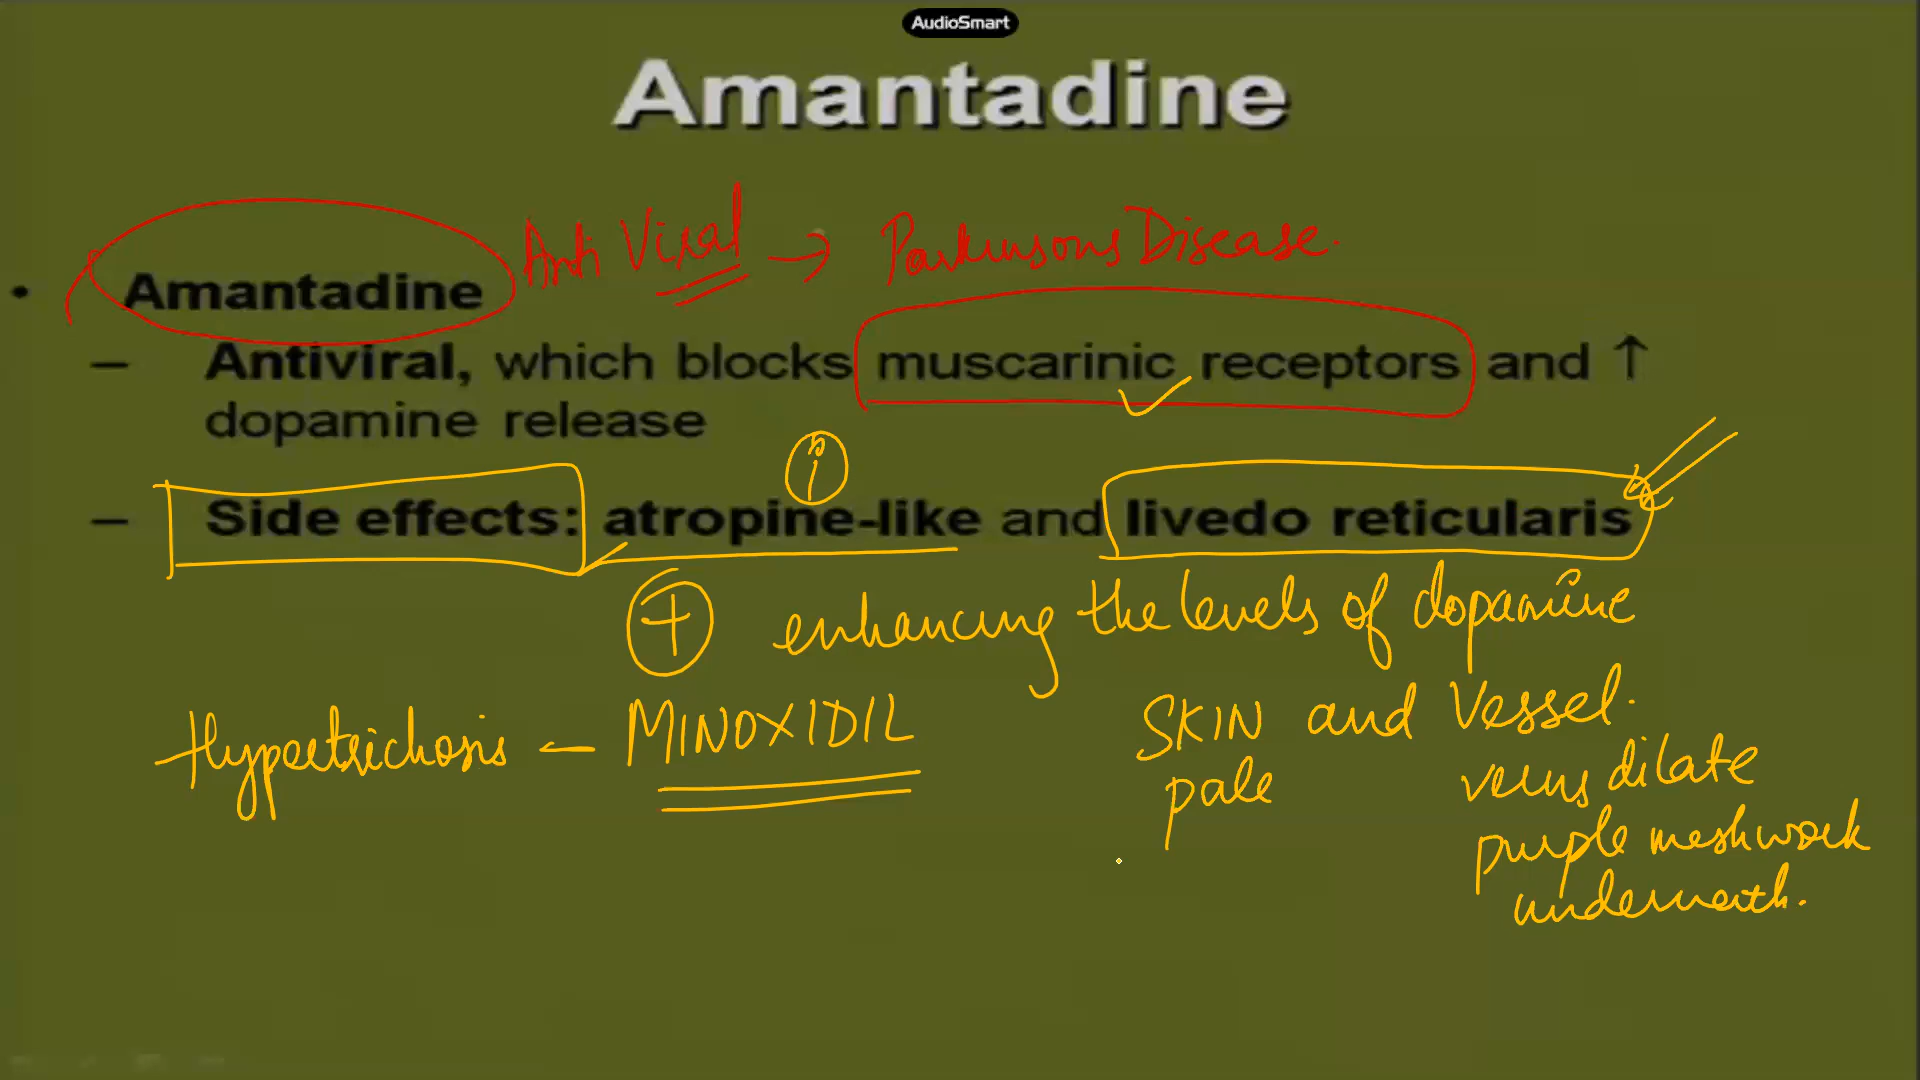 AudioSmart
Amantadine
Anti Viral → Parkinsons Disease.
• Amantadine
– Antiviral, which blocks muscarinic receptors and ↑
dopamine release
– Side effects: atropine-like and livedo reticularis
+ enhancing the levels of dopamine
Hypertrichosis — MINOXIDIL
SKIN and Vessel.
pale
veins dilate
purple meshwork
underneath.